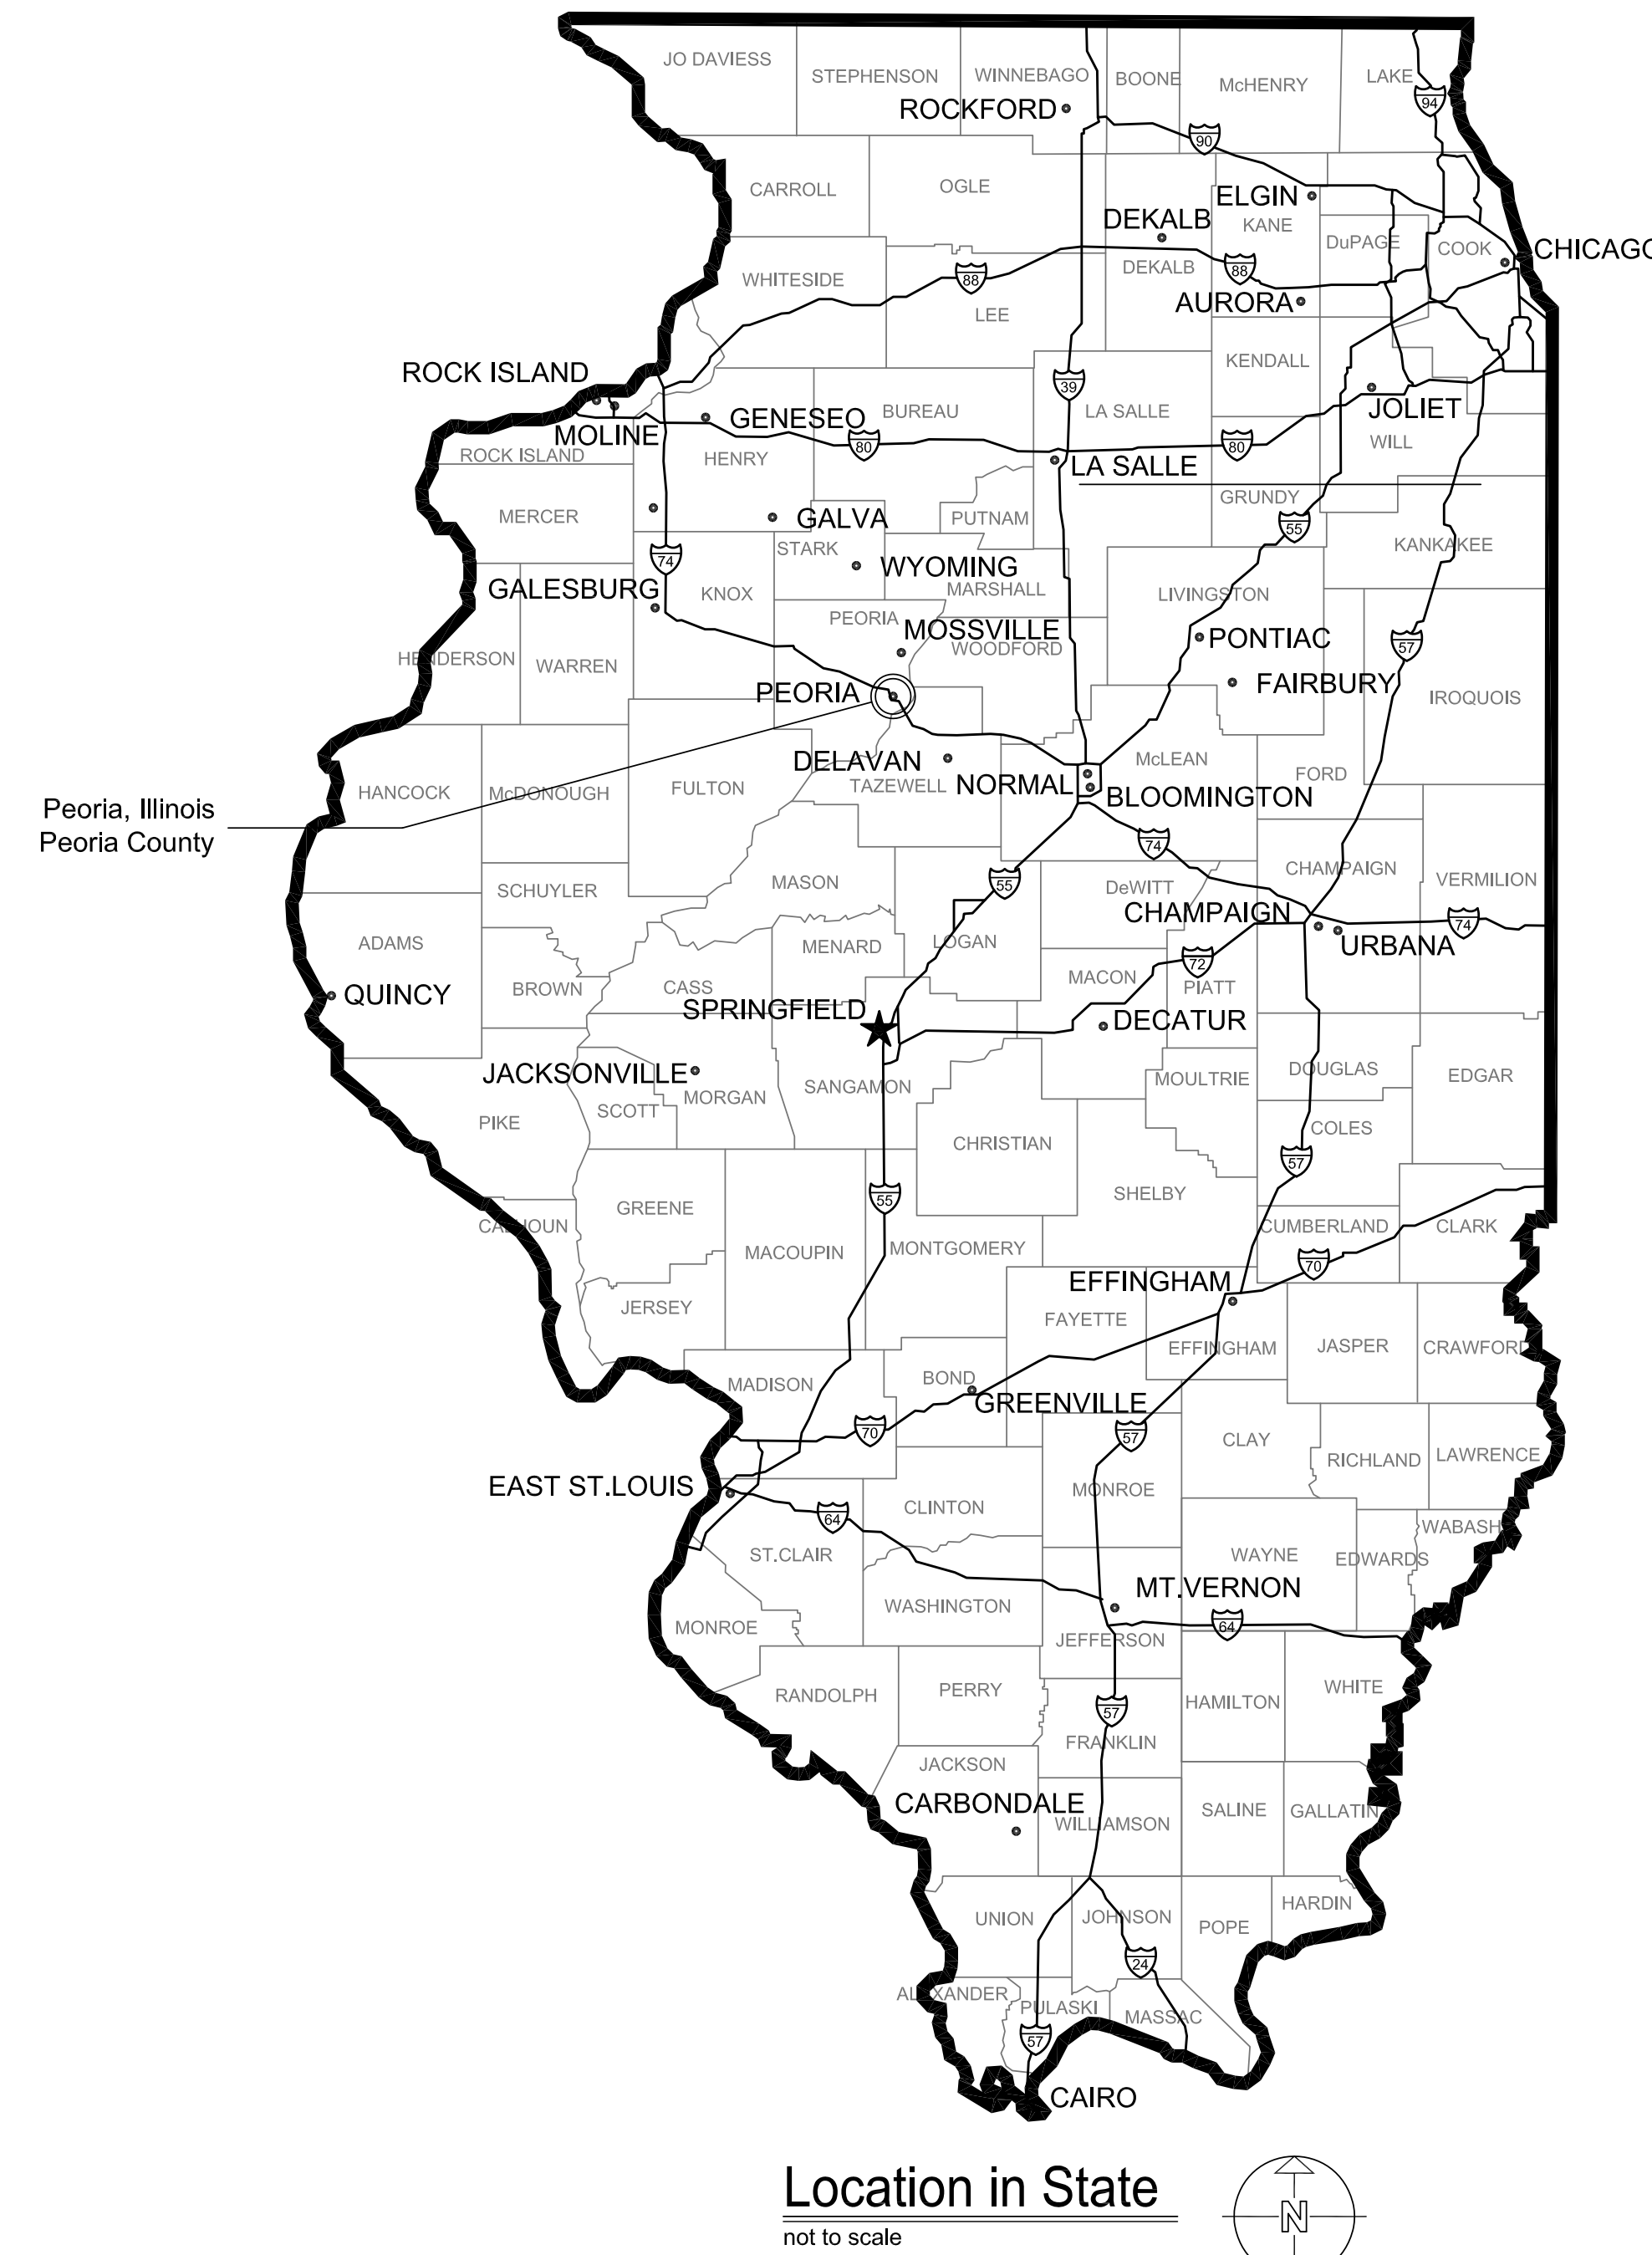 JO DAVIESS
STEPHENSON
WINNEBAGO
BOONE
McHENRY
LAKE
94
ROCKFORD
90
CARROLL
OGLE
ELGIN
DEKALB
KANE
DuPAGE
COOK
CHICAGO
WHITESIDE
88
DEKALB
88
LEE
AURORA
KENDALL
ROCK ISLAND
39
JOLIET
GENESEO
BUREAU
LA SALLE
MOLINE
80
80
WILL
ROCK ISLAND
HENRY
LA SALLE
GRUNDY
MERCER
GALVA
PUTNAM
55
STARK
KANKAKEE
74
WYOMING
GALESBURG
KNOX
MARSHALL
LIVINGSTON
PEORIA
MOSSVILLE
PONTIAC
57
HENDERSON
WARREN
WOODFORD
PEORIA
FAIRBURY
IROQUOIS
DELAVAN
McLEAN
HANCOCK
McDONOUGH
FULTON
TAZEWELL
NORMAL
BLOOMINGTON
FORD
Peoria, Illinois
Peoria County
74
CHAMPAIGN
SCHUYLER
MASON
55
DeWITT
VERMILION
CHAMPAIGN
74
ADAMS
MENARD
LOGAN
URBANA
QUINCY
BROWN
CASS
MACON
72
PIATT
SPRINGFIELD
DECATUR
JACKSONVILLE
SANGAMON
MOULTRIE
DOUGLAS
EDGAR
PIKE
SCOTT
MORGAN
CHRISTIAN
COLES
57
SHELBY
55
GREENE
CALHOUN
MACOUPIN
MONTGOMERY
CUMBERLAND
CLARK
70
EFFINGHAM
JERSEY
FAYETTE
EFFINGHAM
JASPER
CRAWFORD
MADISON
BOND
GREENVILLE
70
57
CLAY
RICHLAND
LAWRENCE
EAST ST.LOUIS
MONROE
CLINTON
64
WABASH
ST.CLAIR
WAYNE
EDWARDS
MT.VERNON
WASHINGTON
MONROE
64
JEFFERSON
RANDOLPH
PERRY
WHITE
HAMILTON
57
FRANKLIN
JACKSON
CARBONDALE
SALINE
GALLATIN
WILLIAMSON
HARDIN
UNION
JOHNSON
POPE
24
ALEXANDER
PULASKI
MASSAC
57
CAIRO
Location in State
not to scale
N